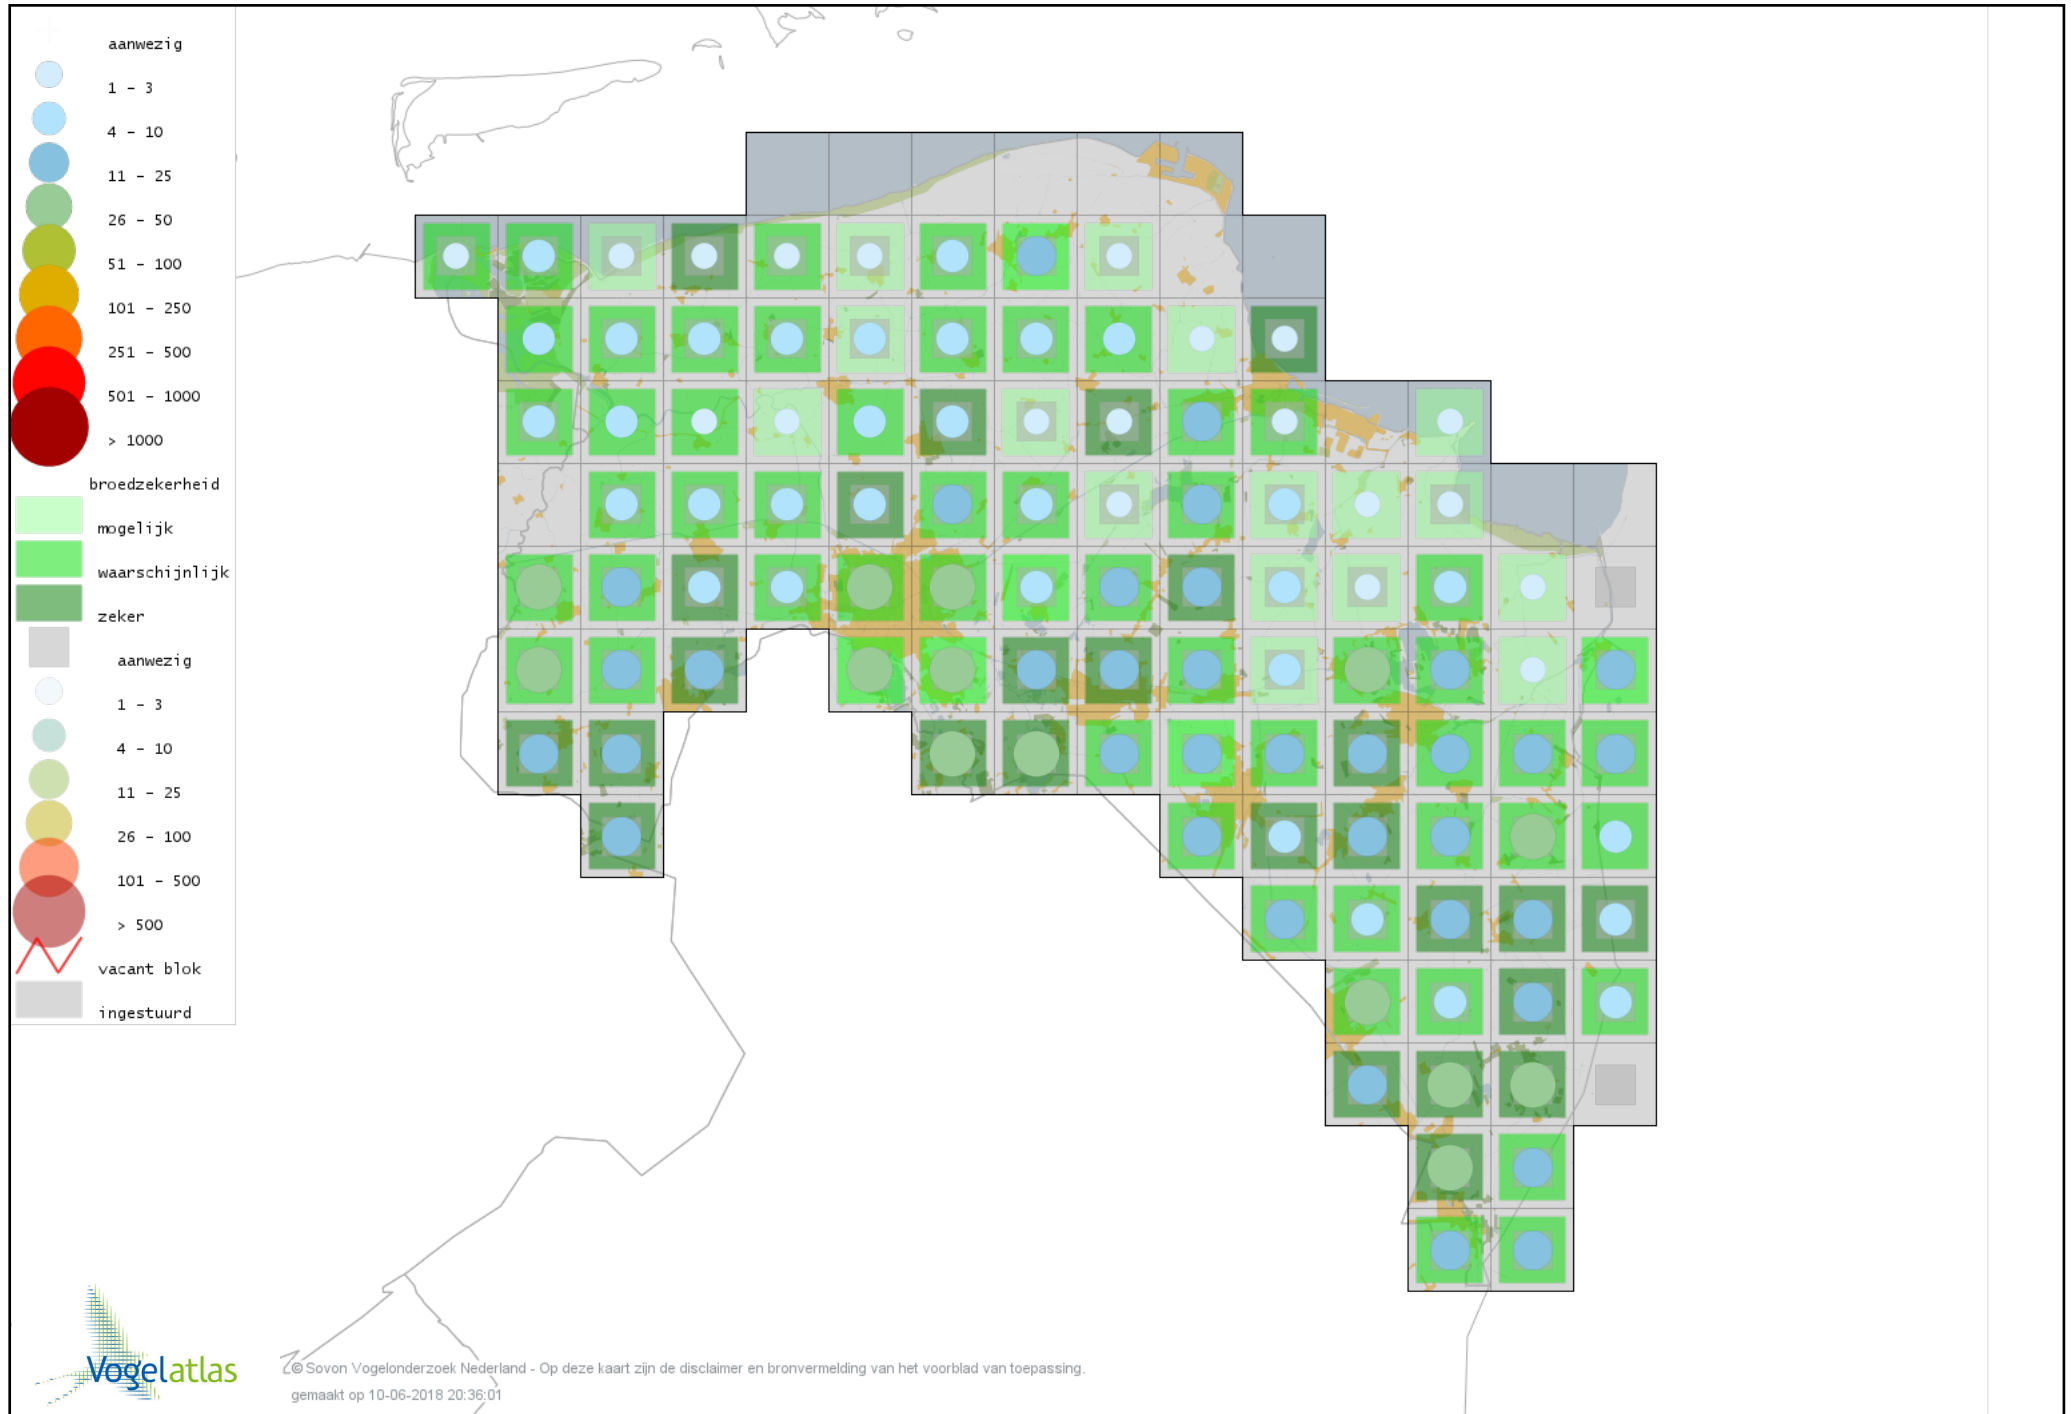 aanwezig
1 - 3
4 - 10
11 - 25
26 - 50
51 - 100
101 - 250
251 - 500
501 - 1000
> 1000
broedzekerheid
mogelijk
waarschijnlijk
zeker
aanwezig
1 - 3
4 - 10
11 - 25
26 - 100
101 - 500
> 500
vacant blok
ingestuurd
Vogelatlas
© Sovon Vogelonderzoek Nederland - Op deze kaart zijn de disclaimer en bronvermelding van het voorblad van toepassing.
gemaakt op 10-06-2018 20:36:01